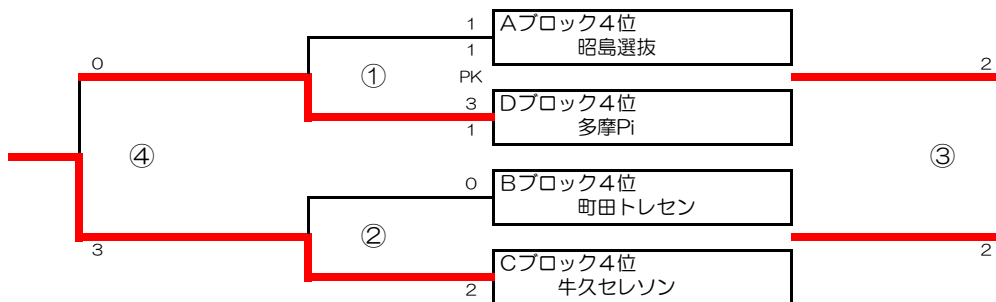 1
Aブロック4位
1
昭島選抜
0
①
PK
2
3
Dブロック4位
1
多摩Pi
④
③
0
Bブロック4位
町田トレセン
②
3
2
Cブロック4位
2
牛久セレソン